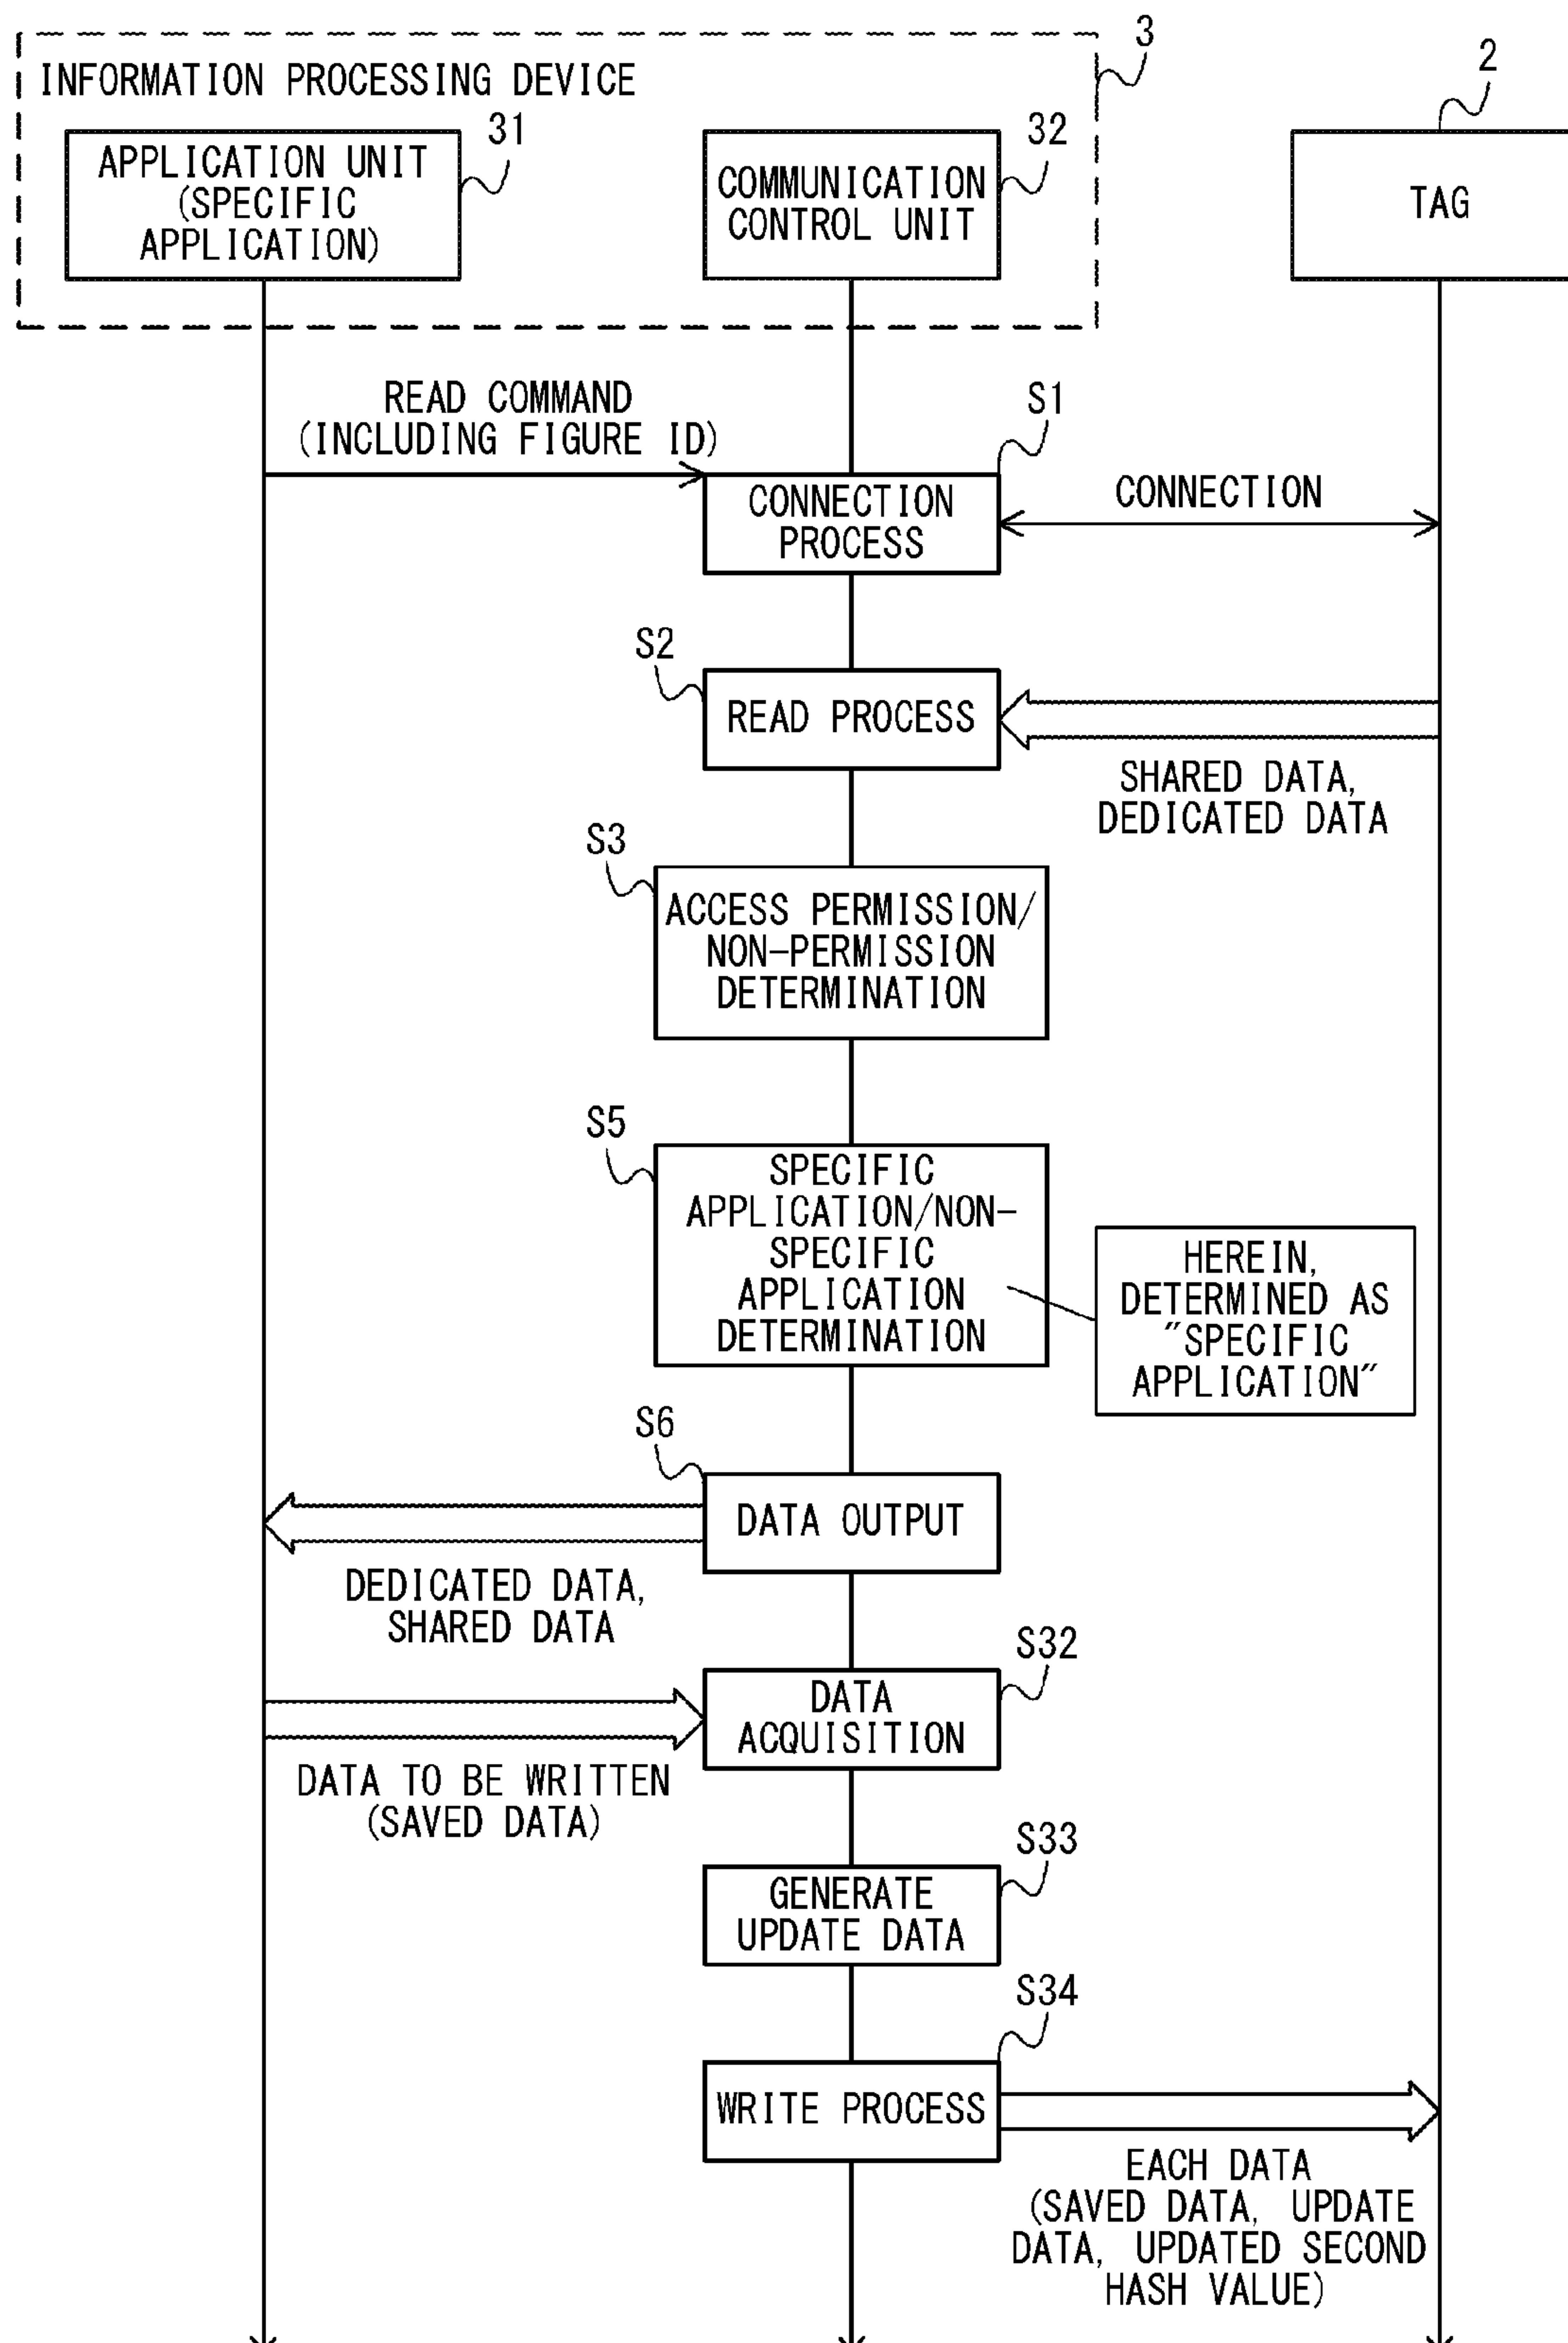 3
2
INFORMATION PROCESSING DEVICE
31
32
APPLICATION UNIT
(SPECIFIC
APPLICATION)
COMMUNICATION
CONTROL UNIT
TAG
READ COMMAND
(INCLUDING FIGURE ID)
S1
CONNECTION
PROCESS
CONNECTION
S2
READ PROCESS
SHARED DATA,
DEDICATED DATA
S3
ACCESS PERMISSION/
NON-PERMISSION
DETERMINATION
S5
SPECIFIC
APPLICATION/NON-
SPECIFIC
APPLICATION
DETERMINATION
HEREIN,
DETERMINED AS
"SPECIFIC
APPLICATION"
S6
DATA OUTPUT
DEDICATED DATA,
SHARED DATA
S32
DATA
ACQUISITION
DATA TO BE WRITTEN
(SAVED DATA)
S33
GENERATE
UPDATE DATA
S34
WRITE PROCESS
EACH DATA
(SAVED DATA, UPDATE
DATA, UPDATED SECOND
HASH VALUE)